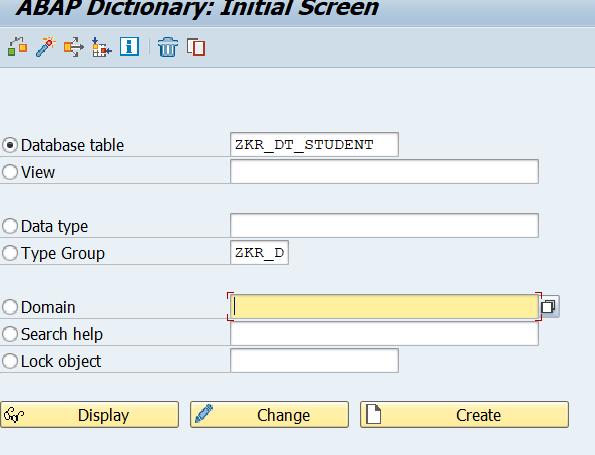 ABAP Dictionary: Initial Screen
Database table ZKR_DT_STUDENT
View
Data type
Type Group ZKR_D
Domain
Search help
Lock object
Display Change Create